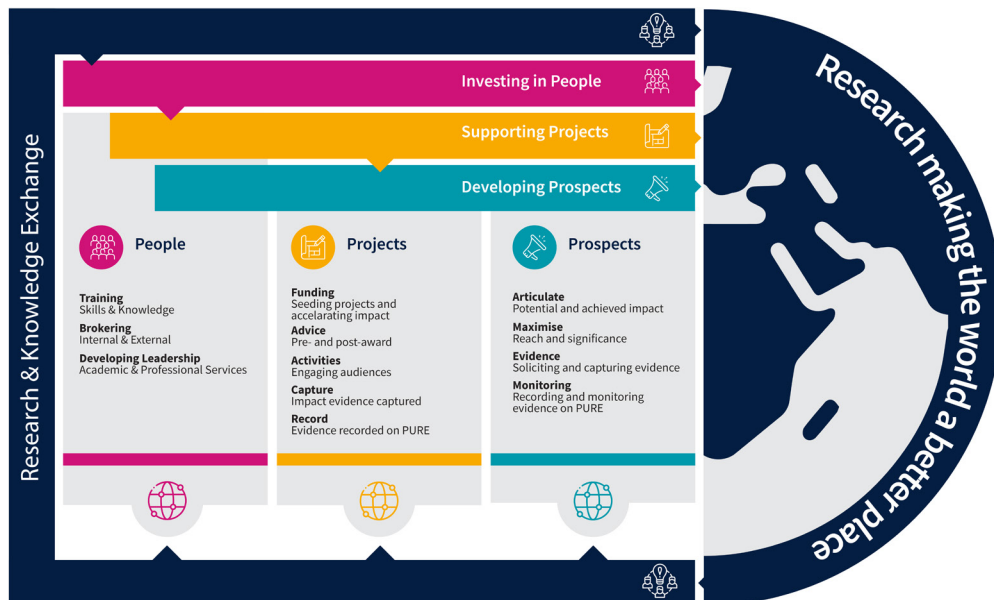 Research & Knowledge Exchange
Investing in People
Supporting Projects
Developing Prospects
People
Training
Skills & Knowledge
Brokering
Internal & External
Developing Leadership
Academic & Professional Services
Projects
Funding
Seeding projects and
accelarating impact
Advice
Pre- and post-award
Activities
Engaging audiences
Capture
Impact evidence captured
Record
Evidence recorded on PURE
Prospects
Articulate
Potential and achieved impact
Maximise
Reach and significance
Evidence
Soliciting and capturing evidence
Monitoring
Recording and monitoring
evidence on PURE
Research making the world a better place